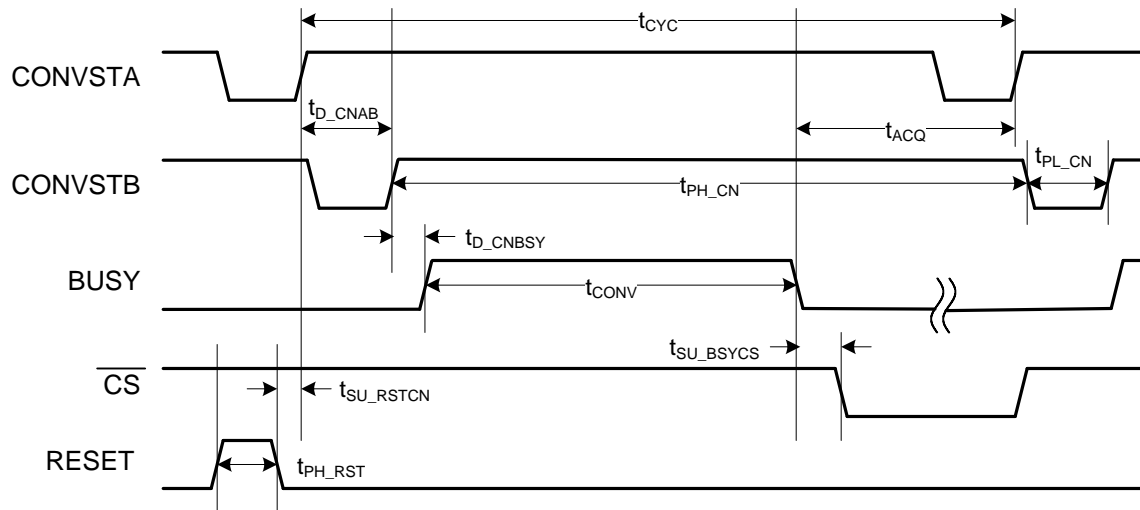 tCYC
CONVSTA
tD_CNAB
tACQ
tPL_CN
CONVSTB
tPH_CN
tD_CNBSY
BUSY
tCONV
tSU_BSYCS
CS
tSU_RSTCN
RESET
tPH_RST